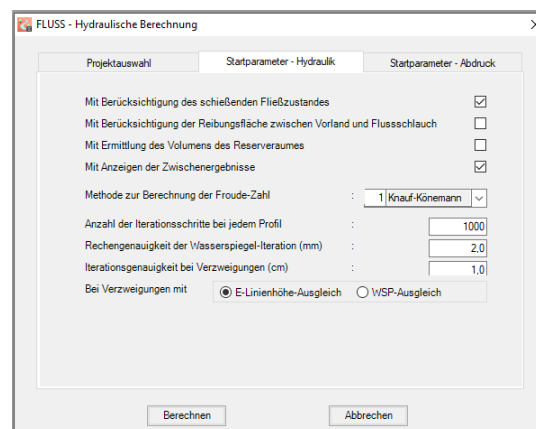 FLUSS - Hydraulische Berechnung
Projektauswahl
Startparameter - Hydraulik
Startparameter - Abdruck
Mit Berücksichtigung des schießenden Fließzustandes
Mit Berücksichtigung der Reibungsfläche zwischen Vorland und Flussschlauch
Mit Ermittlung des Volumens des Reserveraumes
Mit Anzeigen der Zwischenergebnisse
Methode zur Berechnung der Froude-Zahl : 1 Knauf-Könemann
Anzahl der Iterationsschritte bei jedem Profil : 1000
Rechengenauigkeit der Wasserspiegel-Iteration (mm) : 2,0
Iterationsgenauigkeit bei Verzweigungen (cm) : 1,0
Bei Verzweigungen mit E-Linienhöhe-Ausgleich WSP-Ausgleich
Berechnen Abbrechen